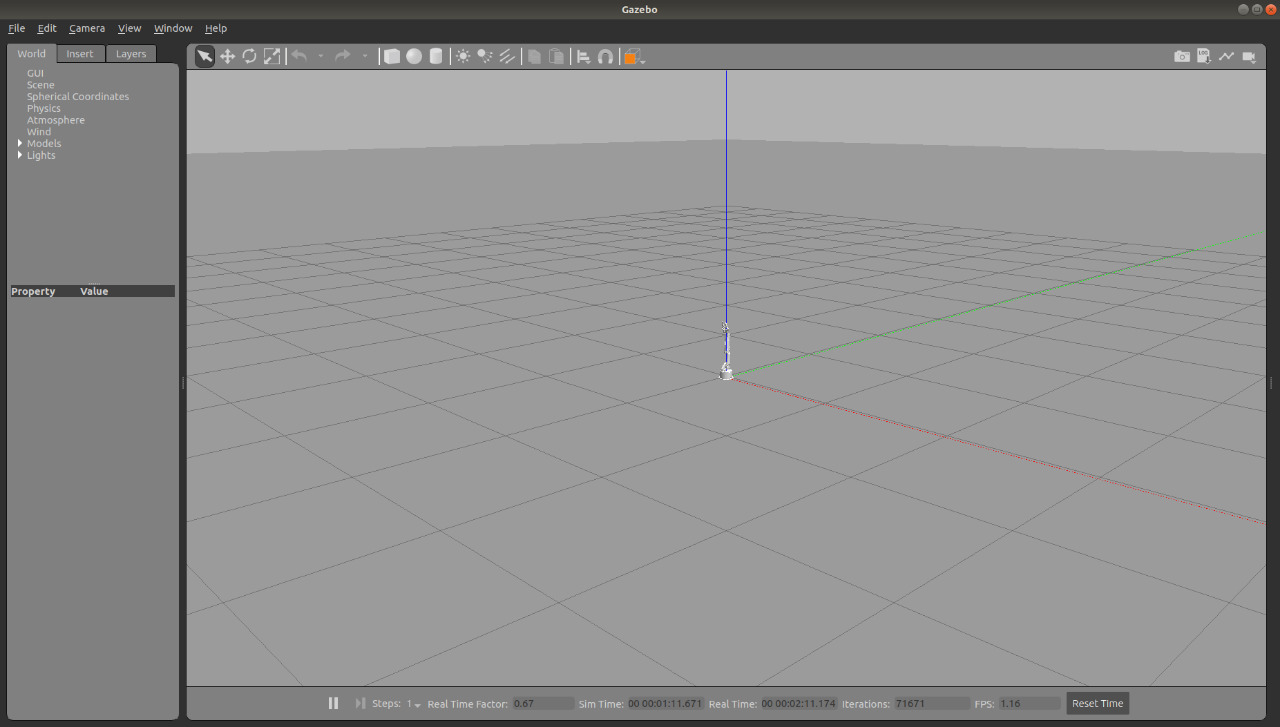 Gazebo
File Edit Camera View Window Help
World Insert Layers
GUI
Scene
Spherical Coordinates
Physics
Atmosphere
Wind
Models
Lights
Property Value
Steps: 1 Real Time Factor: 0.67 Sim Time: 00 00:01:11.671 Real Time: 00 00:02:11.174 Iterations: 71671 FPS: 1.16 Reset Time